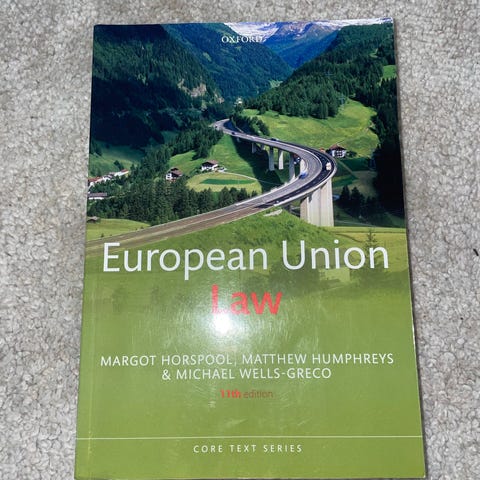 OXFORD
European Union
Law
MARGOT HORSPOOL, MATTHEW HUMPHREYS
& MICHAEL WELLS-GRECO
11th edition
CORE TEXT SERIES